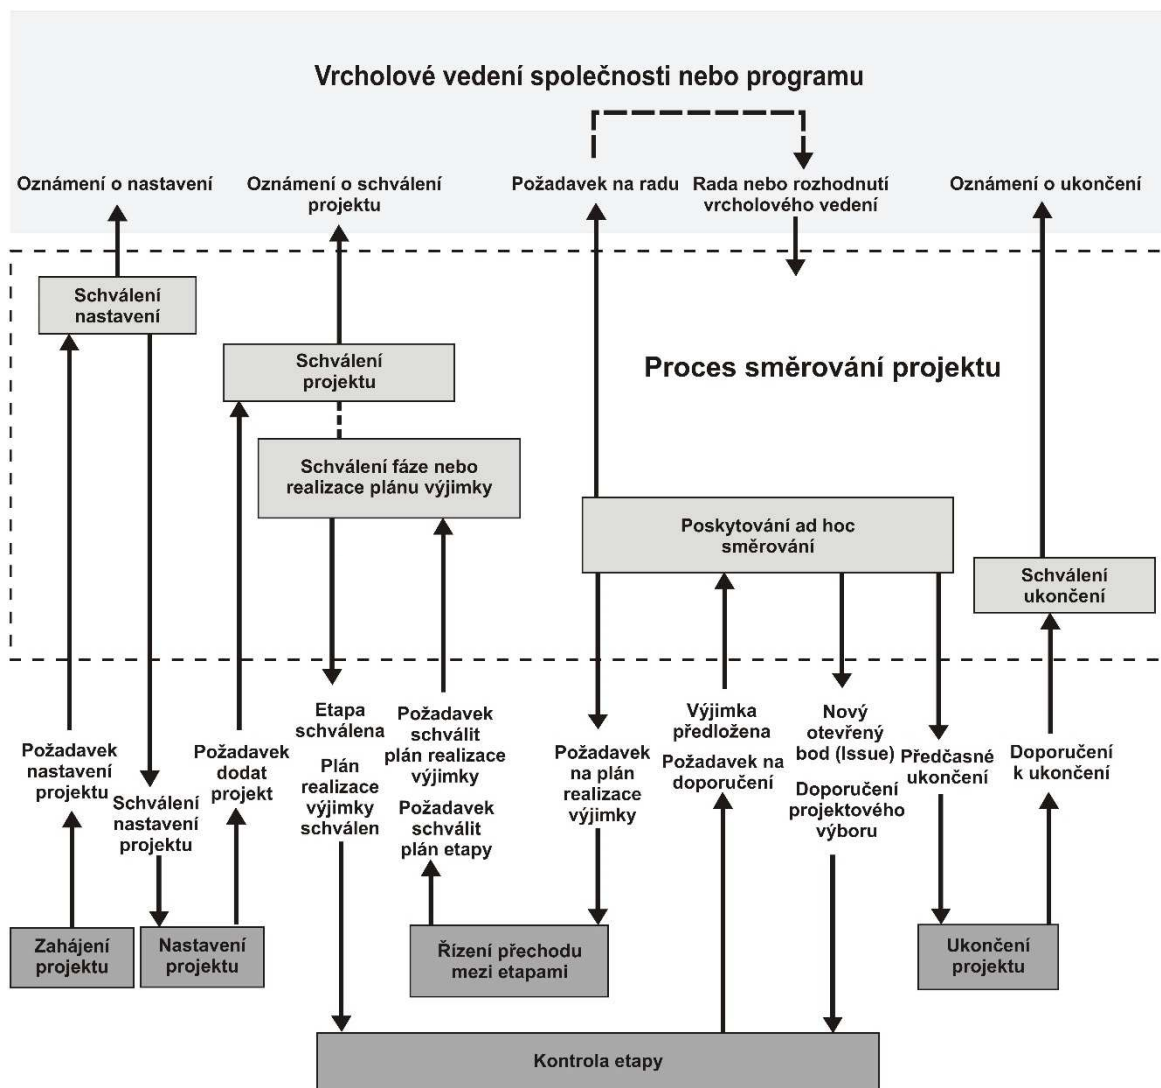 Vrcholové vedení společnosti nebo programu
Oznámení o nastavení
Oznámení o schválení
projektu
Požadavek na radu
Rada nebo rozhodnutí
vrcholového vedení
Oznámení o ukončení
Schválení
nastavení
Schválení
projektu
Proces směrování projektu
Schválení fáze nebo
realizace plánu výjimky
Poskytování ad hoc
směrování
Schválení
ukončení
Požadavek
nastavení
projektu
Schválení
nastavení
projektu
Požadavek
dodat
projekt
Etapa
schválena
Plán
realizace
výjimky
schválen
Požadavek
schválit
plán realizace
výjimky
Požadavek
schválit
plán etapy
Požadavek
na plán
realizace
výjimky
Výjimka
předložena
Požadavek na
doporučení
Nový
otevřený
bod (Issue)
Doporučení
projektového
výboru
Předčasné
ukončení
Doporučení
k ukončení
Zahájení
projektu
Nastavení
projektu
Řízení přechodu
mezi etapami
Ukončení
projektu
Kontrola etapy